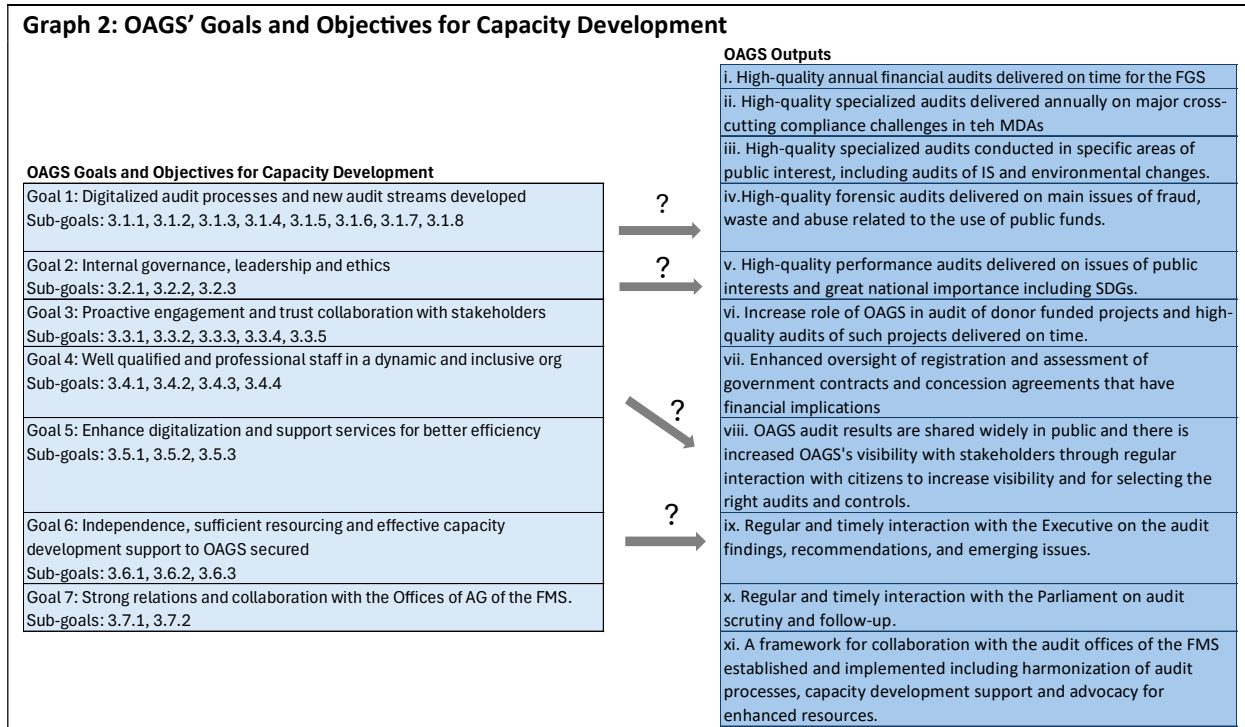 Graph 2: OAGS’ Goals and Objectives for Capacity Development
OAGS Goals and Objectives for Capacity Development
Goal 1: Digitalized audit processes and new audit streams developed
Sub-goals: 3.1.1, 3.1.2, 3.1.3, 3.1.4, 3.1.5, 3.1.6, 3.1.7, 3.1.8
Goal 2: Internal governance, leadership and ethics
Sub-goals: 3.2.1, 3.2.2, 3.2.3
Goal 3: Proactive engagement and trust collaboration with stakeholders
Sub-goals: 3.3.1, 3.3.2, 3.3.3, 3.3.4, 3.3.5
Goal 4: Well qualified and professional staff in a dynamic and inclusive org
Sub-goals: 3.4.1, 3.4.2, 3.4.3, 3.4.4
Goal 5: Enhance digitalization and support services for better efficiency
Sub-goals: 3.5.1, 3.5.2, 3.5.3
Goal 6: Independence, sufficient resourcing and effective capacity
development support to OAGS secured
Sub-goals: 3.6.1, 3.6.2, 3.6.3
Goal 7: Strong relations and collaboration with the Offices of AG of the FMS.
Sub-goals: 3.7.1, 3.7.2
?
?
?
?
OAGS Outputs
i. High-quality annual financial audits delivered on time for the FGS
ii. High-quality specialized audits delivered annually on major cross-
cutting compliance challenges in teh MDAs
iii. High-quality specialized audits conducted in specific areas of
public interest, including audits of IS and environmental changes.
iv.High-quality forensic audits delivered on main issues of fraud,
waste and abuse related to the use of public funds.
v. High-quality performance audits delivered on issues of public
interests and great national importance including SDGs.
vi. Increase role of OAGS in audit of donor funded projects and high-
quality audits of such projects delivered on time.
vii. Enhanced oversight of registration and assessment of
government contracts and concession agreements that have
financial implications
viii. OAGS audit results are shared widely in public and there is
increased OAGS's visibility with stakeholders through regular
interaction with citizens to increase visibility and for selecting the
right audits and controls.
ix. Regular and timely interaction with the Executive on the audit
findings, recommendations, and emerging issues.
x. Regular and timely interaction with the Parliament on audit
scrutiny and follow-up.
xi. A framework for collaboration with the audit offices of the FMS
established and implemented including harmonization of audit
processes, capacity development support and advocacy for
enhanced resources.